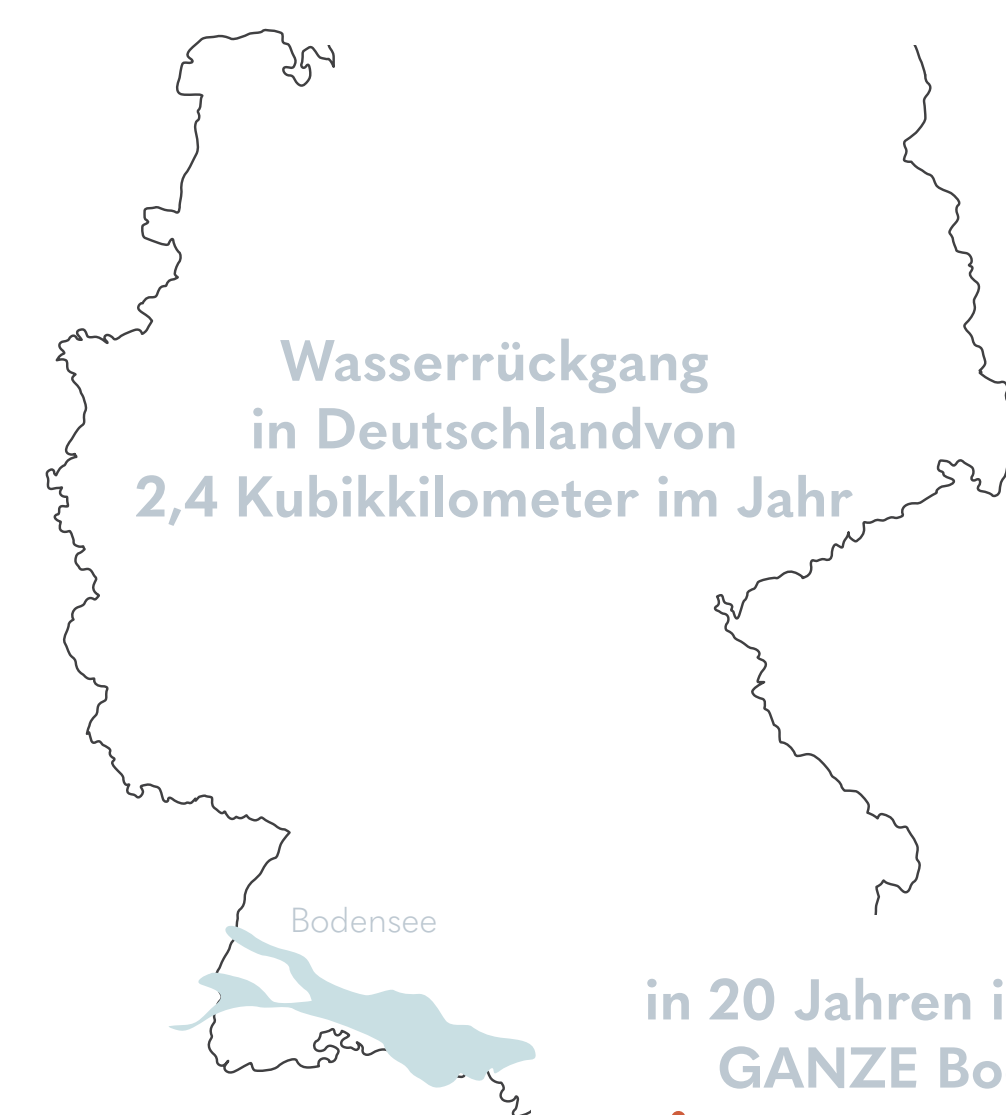 Wasserrückgang
in Deutschlandvon
2,4 Kubikkilometer im Jahr
Bodensee
in 20 Jahren i
GANZE Bo